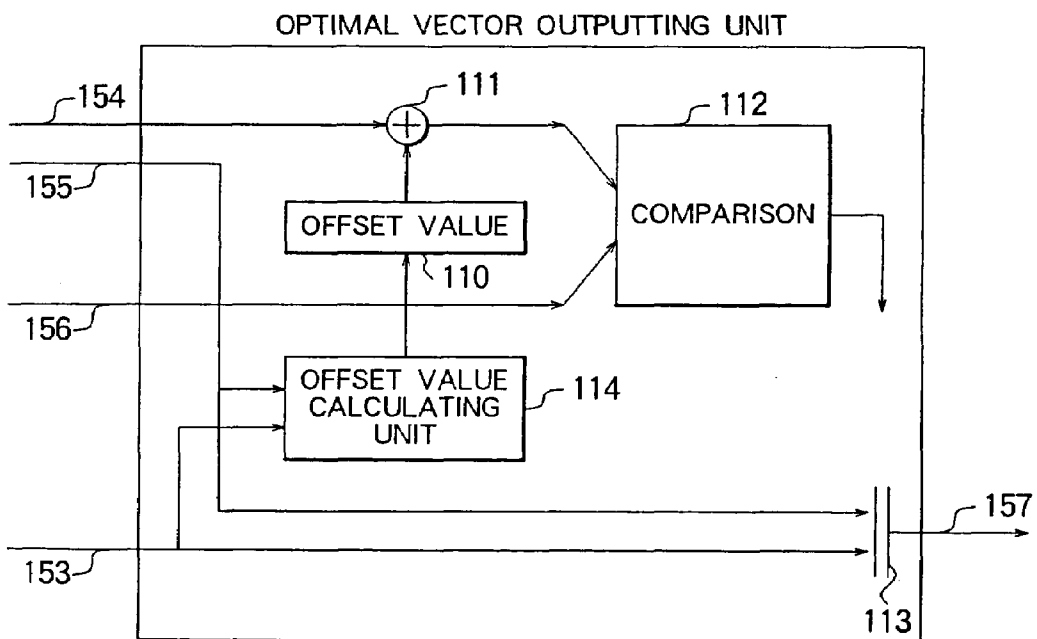 OPTIMAL VECTOR OUTPUTTING UNIT
154
111
112
155
OFFSET VALUE
COMPARISON
110
156
OFFSET VALUE
CALCULATING
UNIT
114
157
153
113